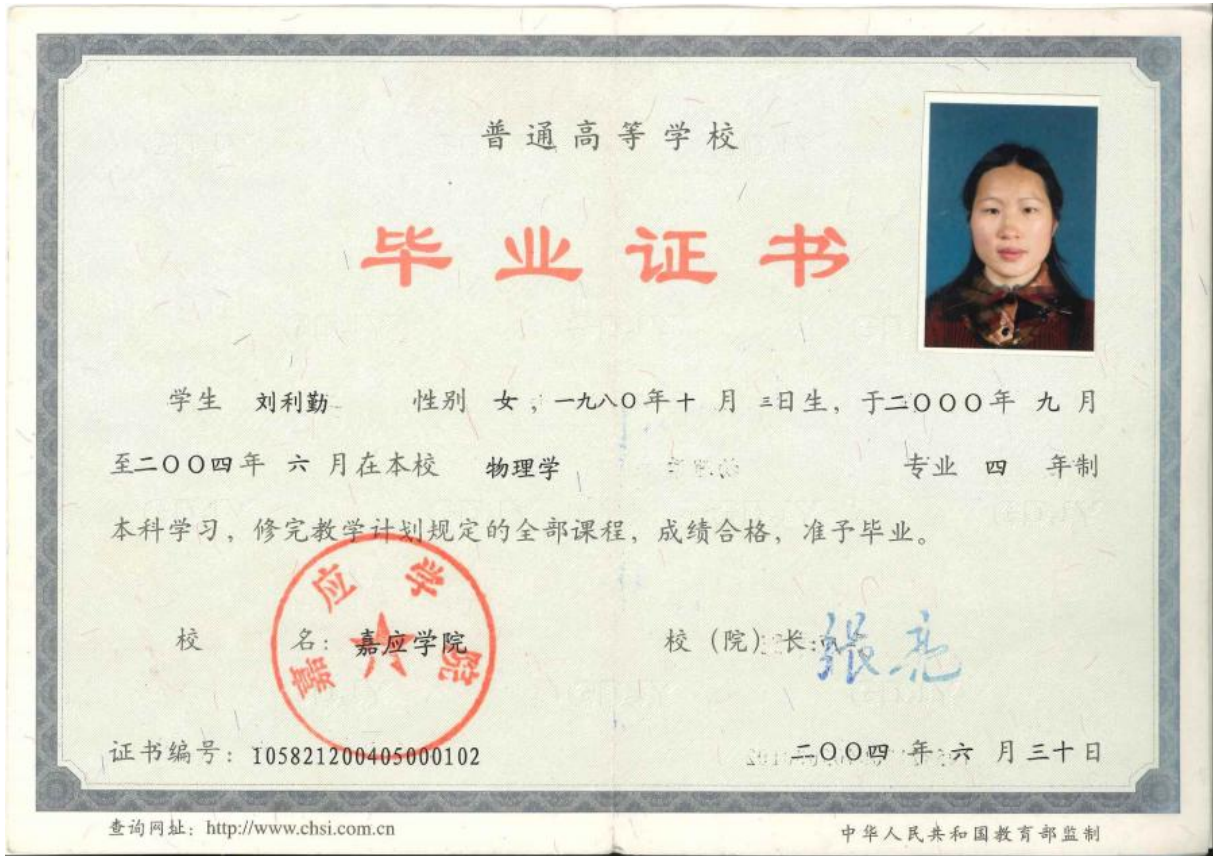 普通高等学校
毕业证书
学生 刘利勤 性别 女,一九八〇年十月三日生,于二〇〇〇年九月
至二〇〇四年六月在本校 物理学 专业 四 年制
本科学习,修完教学计划规定的全部课程,成绩合格,准予毕业。
嘉应学院
校 名:嘉应学院 校(院)长:张亮
证书编号:105821200405000102 二〇〇四年六月三十日
查询网址:http://www.chsi.com.cn 中华人民共和国教育部监制